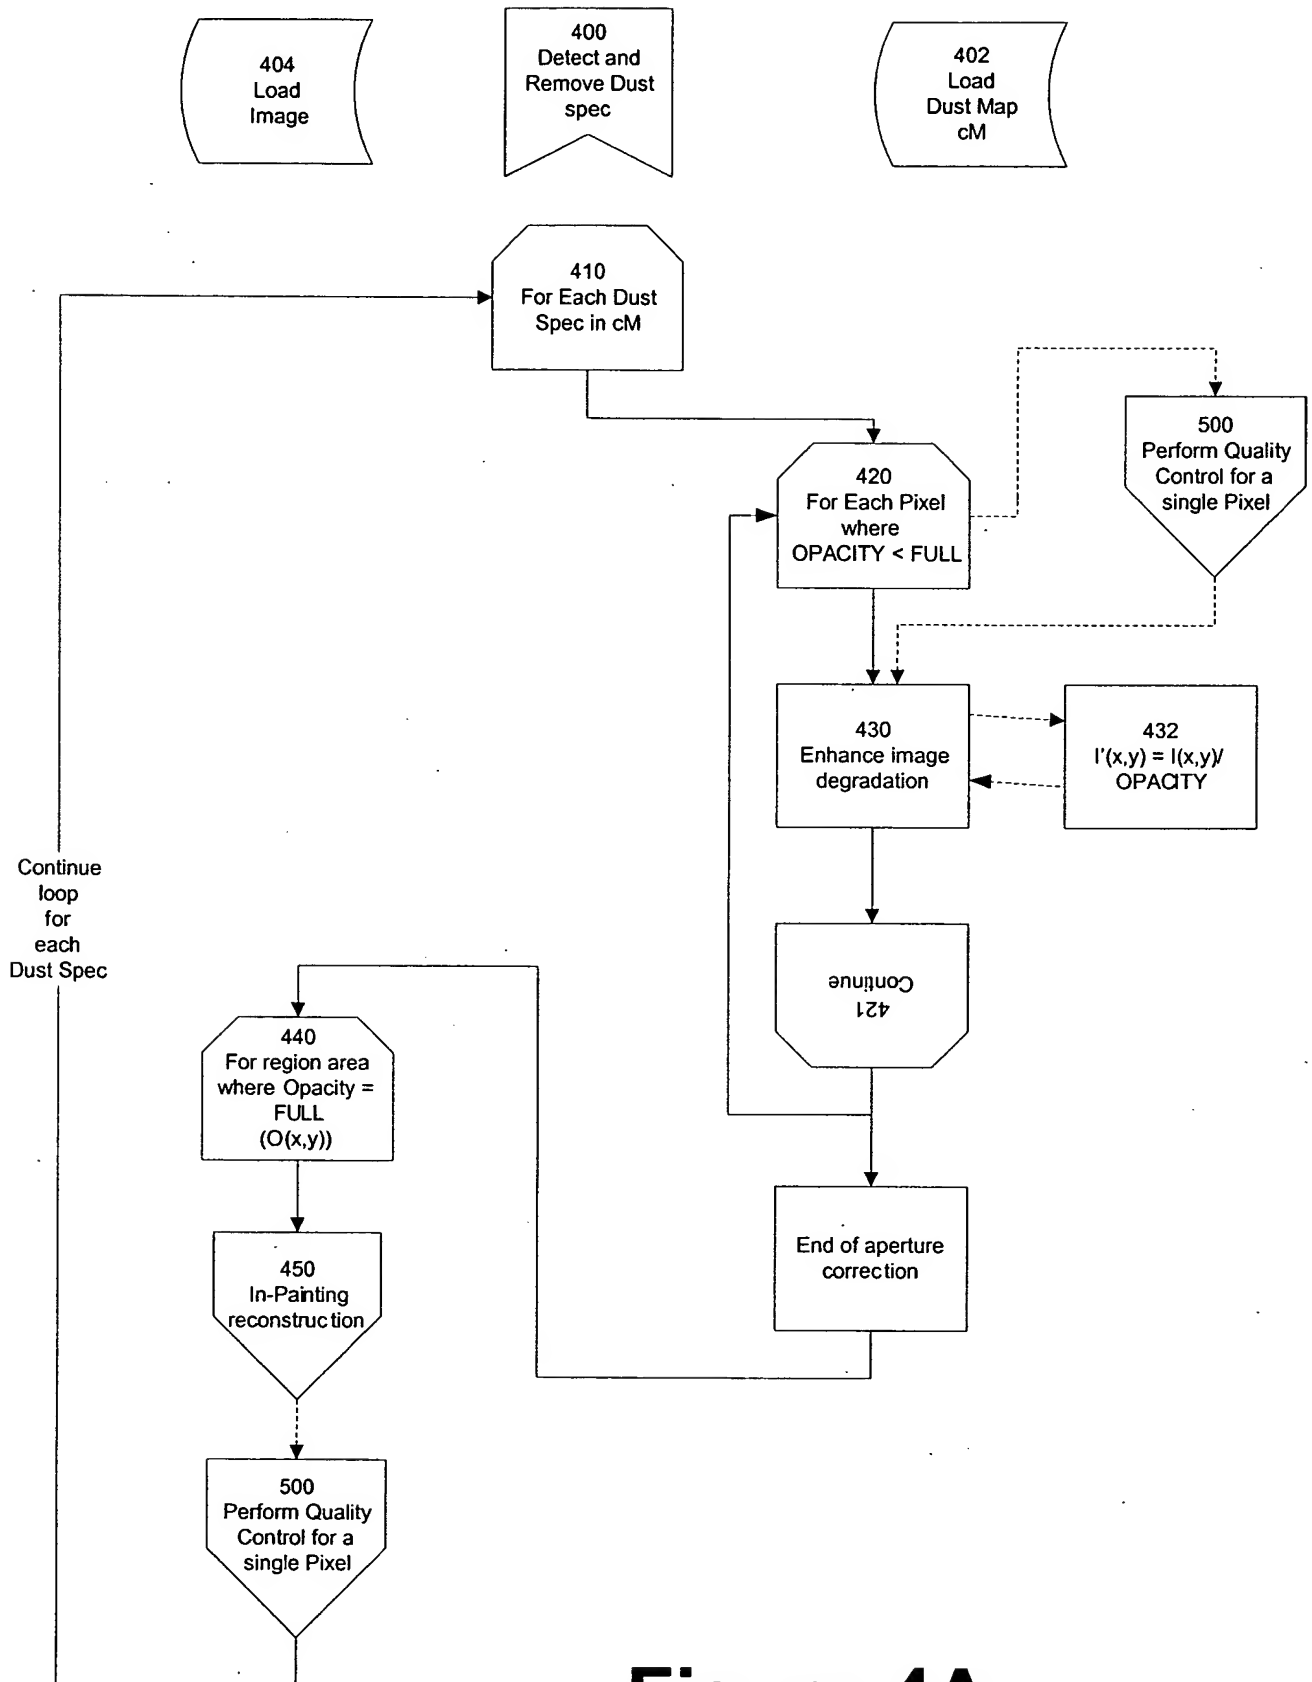 404
Load
Image
400
Detect and
Remove Dust
spec
402
Load
Dust Map
cM
410
For Each Dust
Spec in cM
500
Perform Quality
Control for a
single Pixel
420
For Each Pixel
where
OPACITY < FULL
430
Enhance image
degradation
432
I'(x,y) = I(x,y)/
OPACITY
Continue
loop
for
each
Dust Spec
421
Continue
440
For region area
where Opacity =
FULL
(O(x,y))
End of aperture
correction
450
In-Painting
reconstruction
500
Perform Quality
Control for a
single Pixel
Figure 4A